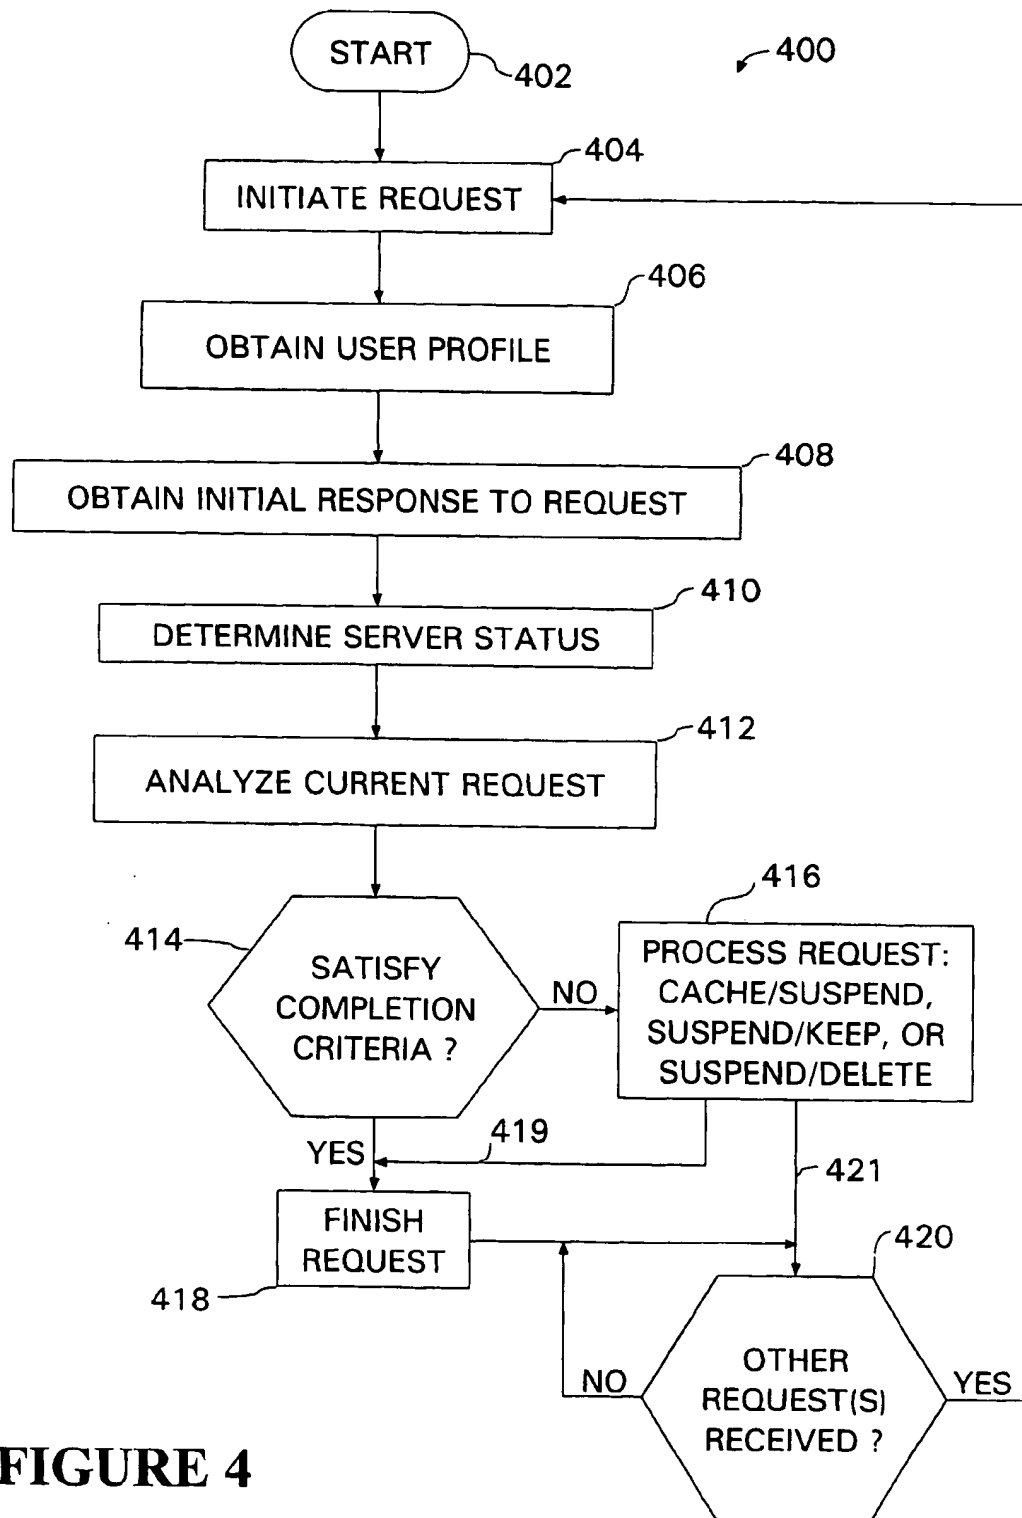 START
402
400
404
INITIATE REQUEST
406
OBTAIN USER PROFILE
408
OBTAIN INITIAL RESPONSE TO REQUEST
410
DETERMINE SERVER STATUS
412
ANALYZE CURRENT REQUEST
416
414
SATISFY
COMPLETION
CRITERIA ?
NO
PROCESS REQUEST:
CACHE/SUSPEND,
SUSPEND/KEEP, OR
SUSPEND/DELETE
YES
419
421
FINISH
REQUEST
418
420
OTHER
REQUEST(S)
RECEIVED ?
NO
YES
FIGURE 4